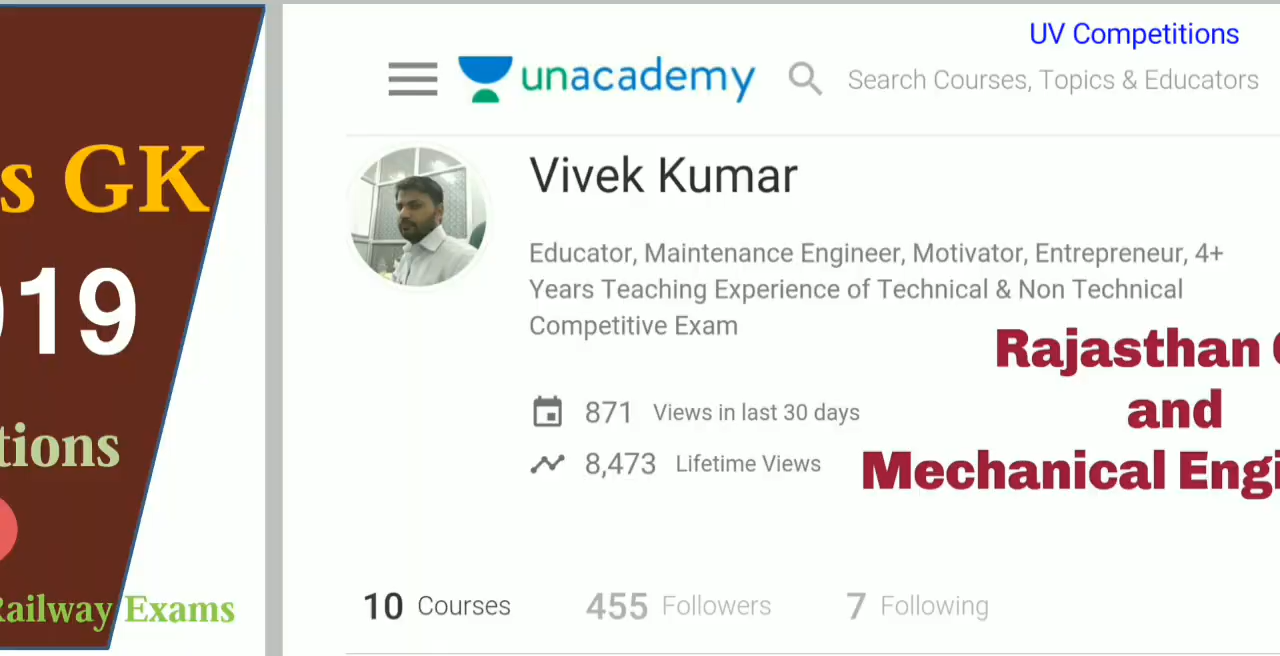 s GK
19
tions
Railway Exams
UV Competitions
unacademy
Search Courses, Topics & Educators
Vivek Kumar
Educator, Maintenance Engineer, Motivator, Entrepreneur, 4+
Years Teaching Experience of Technical & Non Technical
Competitive Exam
871 Views in last 30 days
8,473 Lifetime Views
Rajasthan
and
Mechanical Engi
10 Courses
455 Followers
7 Following